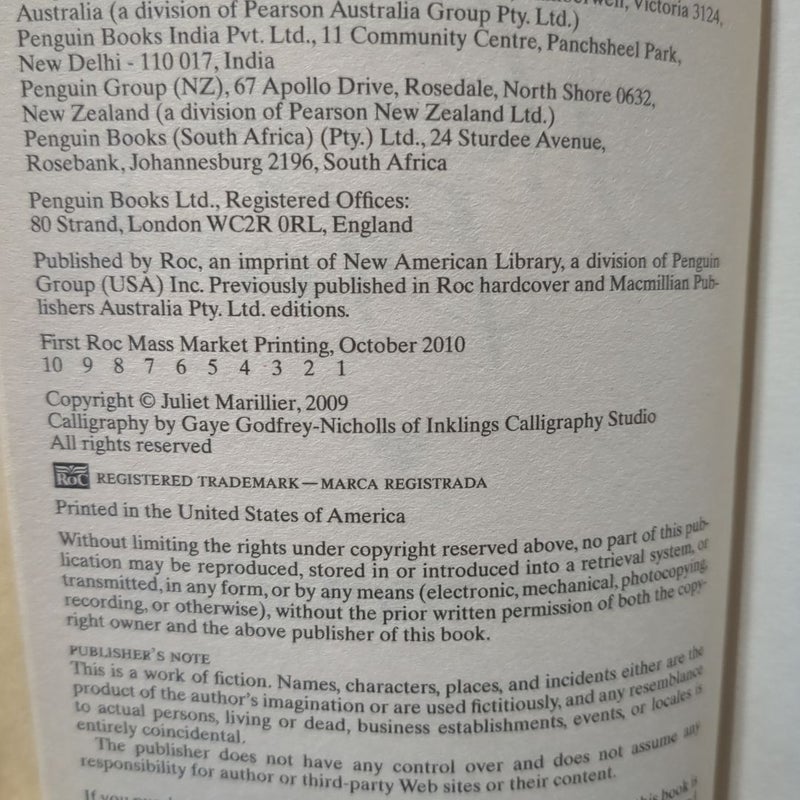 Australia (a division of Pearson Australia Group Pty. Ltd.) Victoria 3124,
Penguin Books India Pvt. Ltd., 11 Community Centre, Panchsheel Park,
New Delhi - 110 017, India
Penguin Group (NZ), 67 Apollo Drive, Rosedale, North Shore 0632,
New Zealand (a division of Pearson New Zealand Ltd.)
Penguin Books (South Africa) (Pty.) Ltd., 24 Sturdee Avenue,
Rosebank, Johannesburg 2196, South Africa
Penguin Books Ltd., Registered Offices:
80 Strand, London WC2R 0RL, England
Published by Roc, an imprint of New American Library, a division of Penguin
Group (USA) Inc. Previously published in Roc hardcover and Macmillian Pub-
lishers Australia Pty. Ltd. editions.
First Roc Mass Market Printing, October 2010
10 9 8 7 6 5 4 3 2 1
Copyright © Juliet Marillier, 2009
Calligraphy by Gaye Godfrey-Nicholls of Inklings Calligraphy Studio
All rights reserved
ROC REGISTERED TRADEMARK—MARCA REGISTRADA
Printed in the United States of America
Without limiting the rights under copyright reserved above, no part of this pub-
lication may be reproduced, stored in or introduced into a retrieval system, or
transmitted, in any form, or by any means (electronic, mechanical, photocopying,
recording, or otherwise), without the prior written permission of both the copy-
right owner and the above publisher of this book.
PUBLISHER'S NOTE
This is a work of fiction. Names, characters, places, and incidents either are the
product of the author's imagination or are used fictitiously, and any resemblance
to actual persons, living or dead, business establishments, events, or locales is
entirely coincidental.
The publisher does not have any control over and does not assume any
responsibility for author or third-party Web sites or their content.
If you this book is